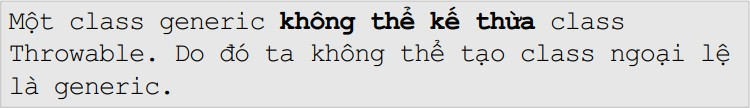 Một class generic không thể kế thừa class
Throwable. Do đó ta không thể tạo class ngoại lệ
là generic.